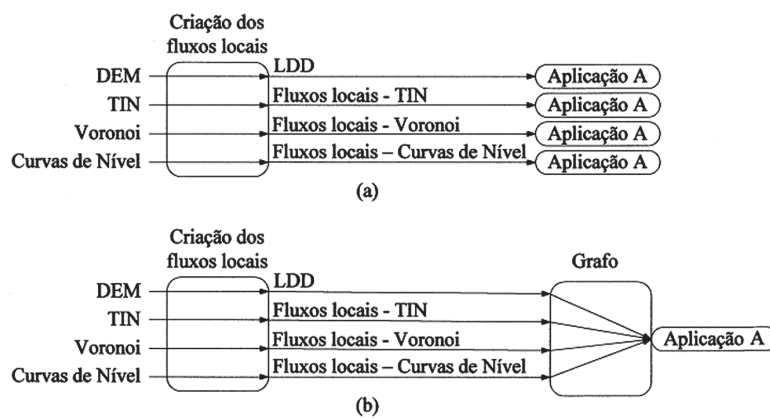 Criação dos
fluxos locais
DEM LDD Aplicação A
TIN Fluxos locais - TIN Aplicação A
Voronoi Fluxos locais - Voronoi Aplicação A
Curvas de Nível Fluxos locais – Curvas de Nível Aplicação A
(a)
Criação dos
fluxos locais Grafo
DEM LDD
TIN Fluxos locais - TIN
Aplicação A
Voronoi Fluxos locais - Voronoi
Curvas de Nível Fluxos locais – Curvas de Nível
(b)